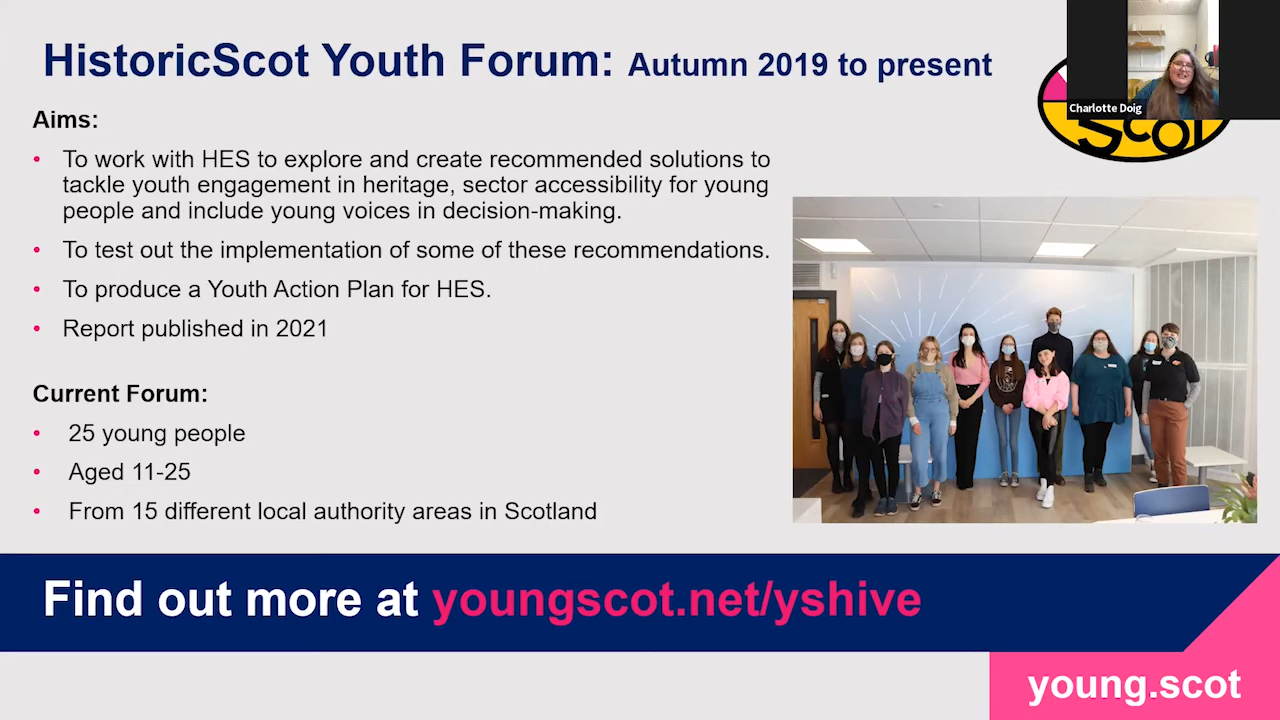 HistoricScot Youth Forum: Autumn 2019 to present
Charlotte Doig
Scot
Aims:
• To work with HES to explore and create recommended solutions to
tackle youth engagement in heritage, sector accessibility for young
people and include young voices in decision-making.
• To test out the implementation of some of these recommendations.
• To produce a Youth Action Plan for HES.
• Report published in 2021
Current Forum:
• 25 young people
• Aged 11-25
• From 15 different local authority areas in Scotland
Find out more at youngscot.net/yshive
young.scot